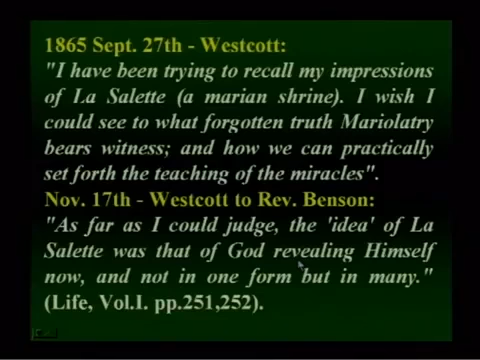 1865 Sept. 27th - Westcott:
"I have been trying to recall my impressions
of La Salette (a marian shrine). I wish I
could see to what forgotten truth Mariolatry
bears witness; and how we can practically
set forth the teaching of the miracles".
Nov. 17th - Westcott to Rev. Benson:
"As far as I could judge, the 'idea' of La
Salette was that of God revealing Himself
now, and not in one form but in many."
(Life, Vol.I. pp.251,252).